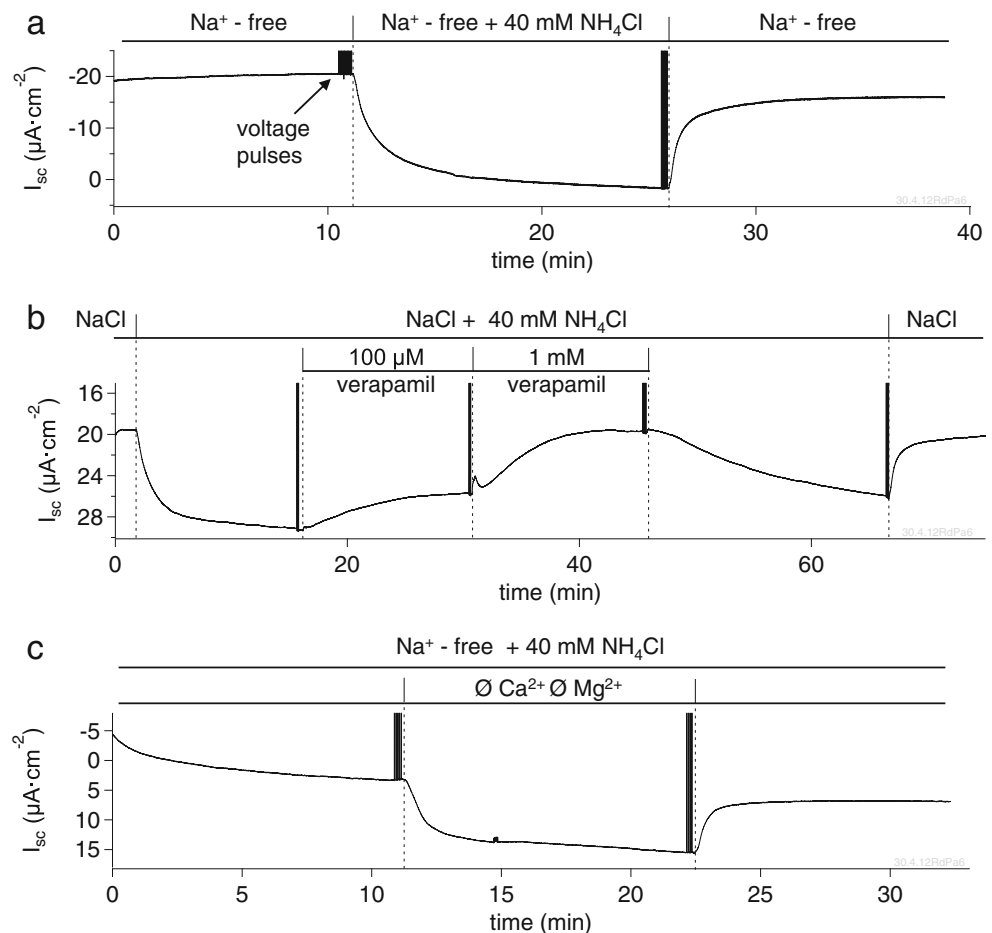 a
Na⁺ - free Na⁺ - free + 40 mM NH₄Cl Na⁺ - free
-20
-10
0
Iₛc (µA·cm⁻²)
voltage
pulses
30.4.12RdPa6
0 10 20 30 40
time (min)
b
NaCl NaCl + 40 mM NH₄Cl NaCl
100 µM 1 mM
verapamil verapamil
16
20
24
28
Iₛc (µA·cm⁻²)
30.4.12RdPa6
0 20 40 60
time (min)
c
Na⁺ - free + 40 mM NH₄Cl
Ø Ca²⁺ Ø Mg²⁺
-5
0
5
10
15
Iₛc (µA·cm⁻²)
30.4.12RdPa6
0 5 10 15 20 25 30
time (min)